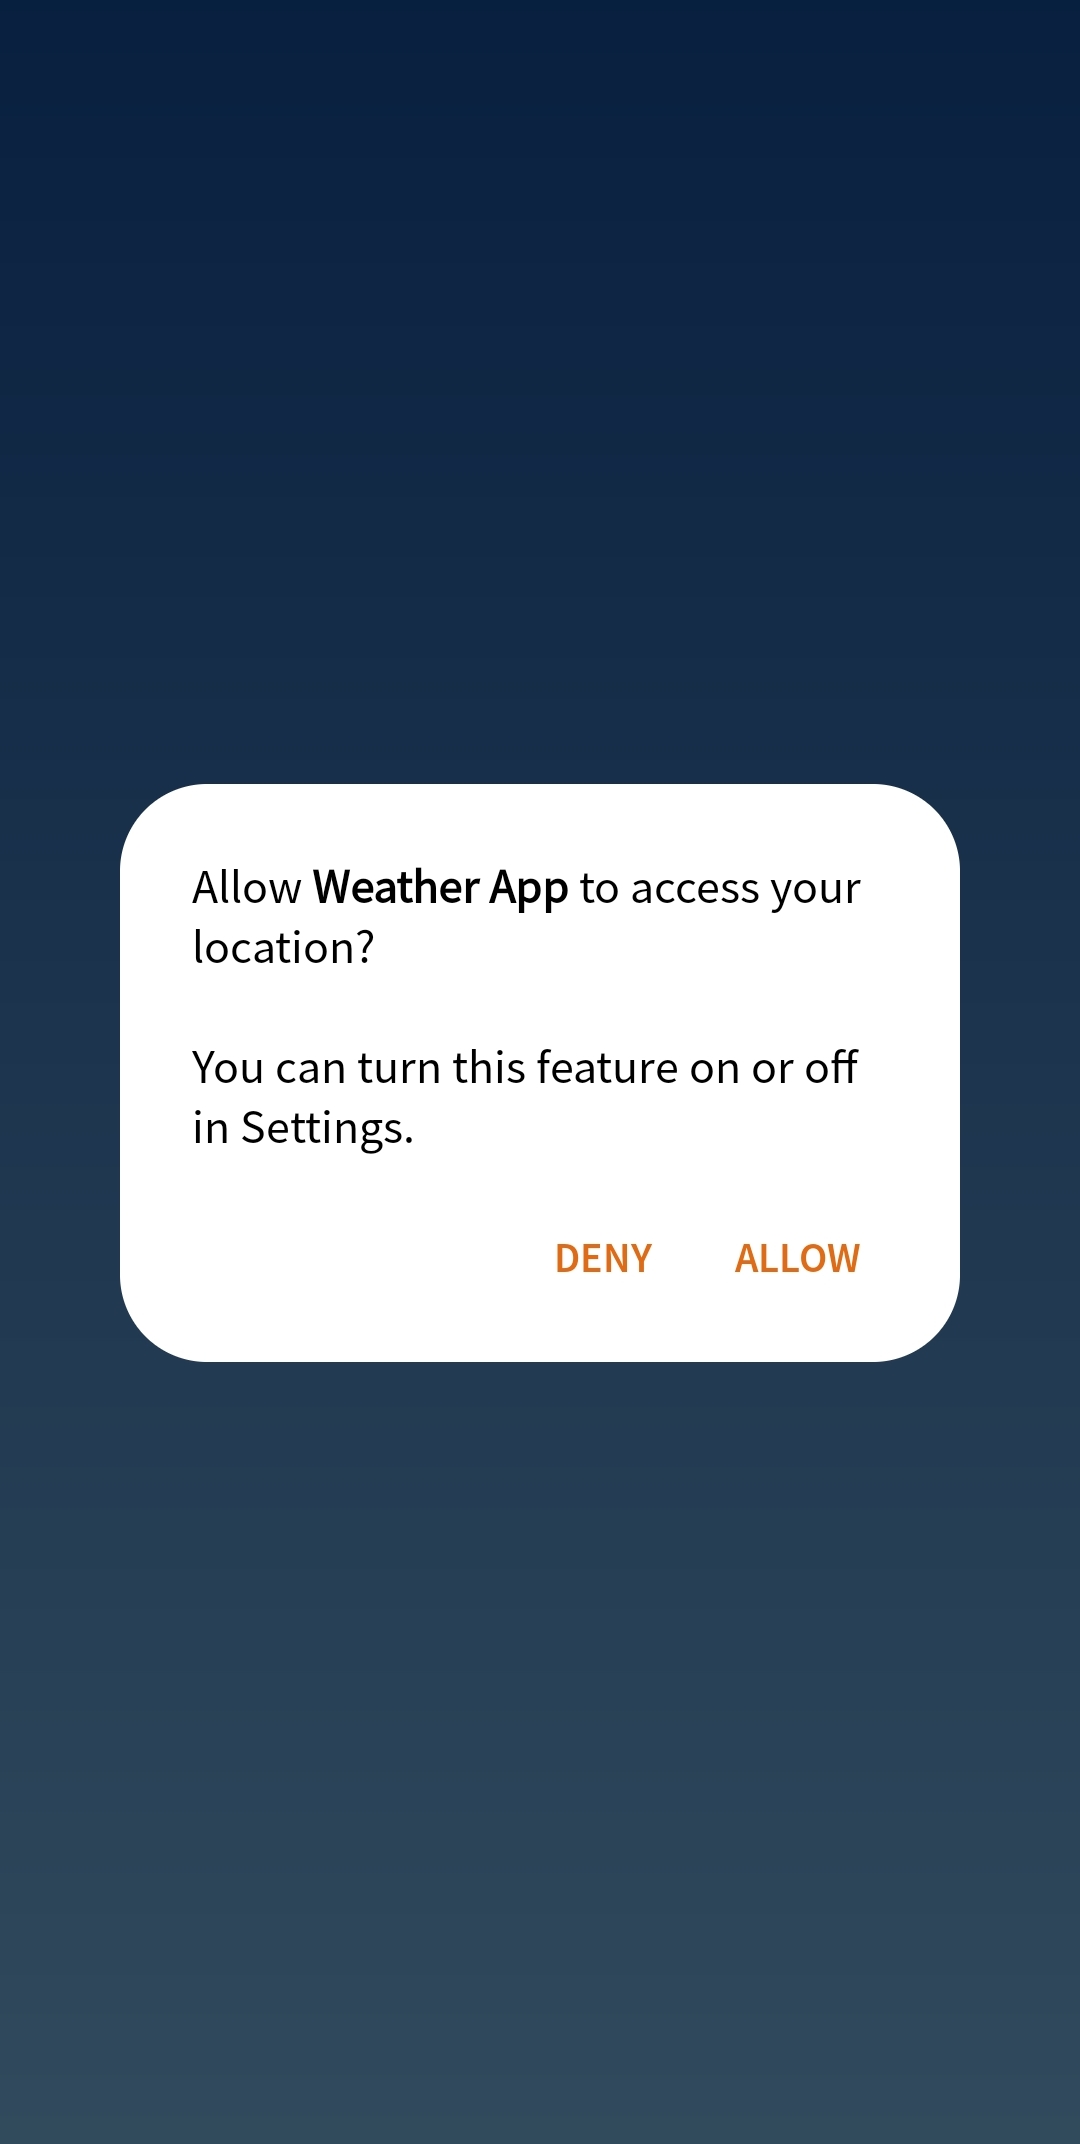 Allow Weather App to access your
location?
You can turn this feature on or off
in Settings.
DENY ALLOW